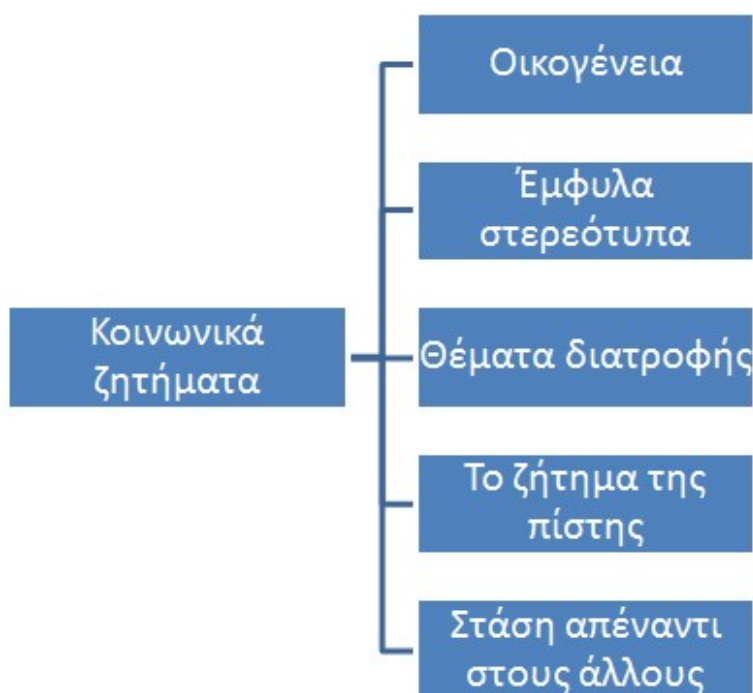 Κοινωνικά
ζητήματα
Οικογένεια
Έμφυλα
στερεότυπα
Θέματα διατροφής
Το ζήτημα της
πίστης
Στάση απέναντι
στους άλλους